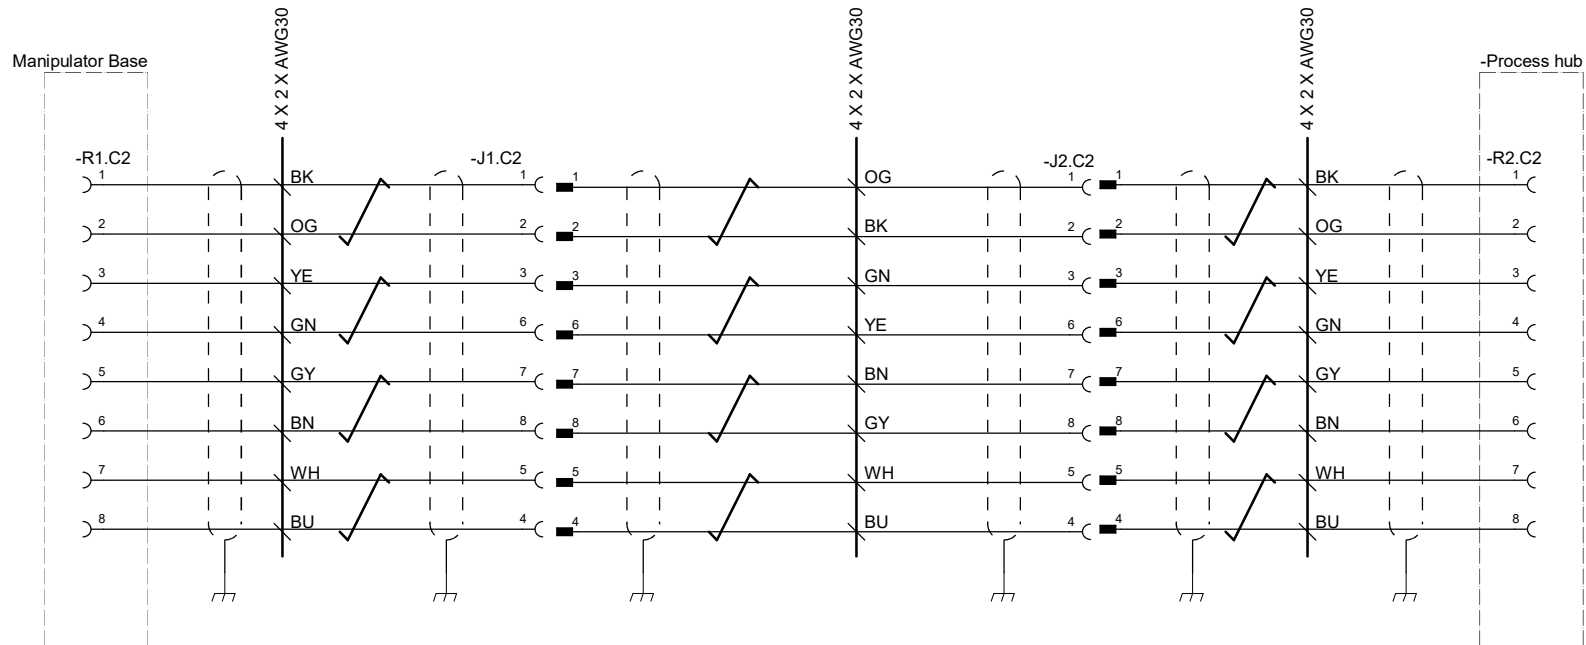 4 X 2 X AWG30
4 X 2 X AWG30
4 X 2 X AWG30
Manipulator Base
-Process hub
-R1.C2
-J1.C2
-J2.C2
-R2.C2
1 BK 1 1 OG 1 1 BK 1
2 OG 2 2 BK 2 2 OG 2
3 YE 3 3 GN 3 3 YE 3
4 GN 6 6 YE 6 6 GN 4
5 GY 7 7 BN 7 7 GY 5
6 BN 8 8 GY 8 8 BN 6
7 WH 5 5 WH 5 5 WH 7
8 BU 4 4 BU 4 4 BU 8